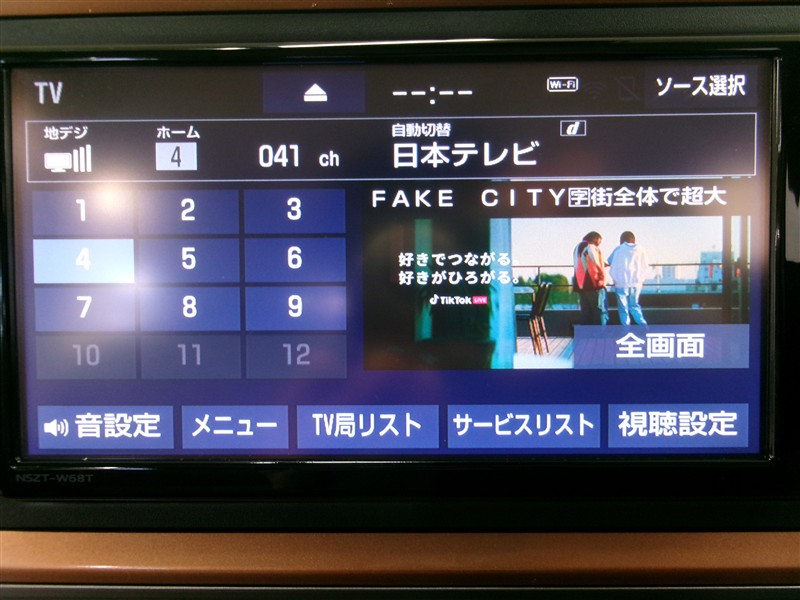 TV
--:--
Wi-Fi
ソース選択
地デジ
ホーム
4
041 ch
自動切替
d
日本テレビ
FAKE CITY字街全体で超大
1 2 3
4 5 6
7 8 9
10 11 12
好きでつながる。
好きがひろがる。
TikTok LIVE
全画面
音設定
メニュー
TV局リスト
サービスリスト
視聴設定
NSZT-W68T